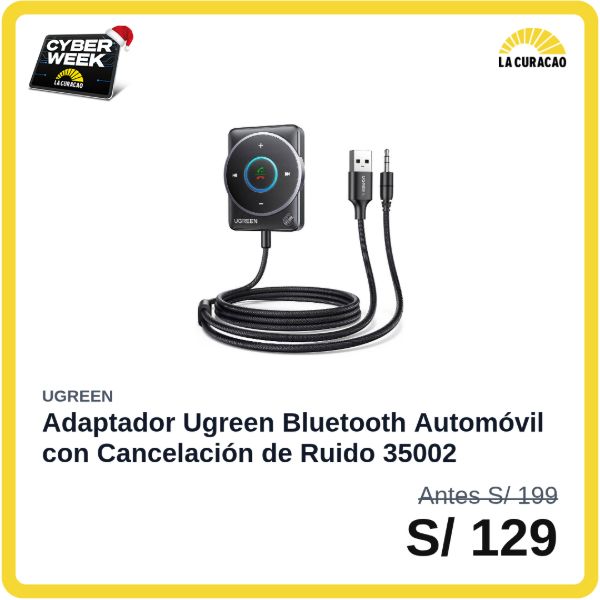 CYBER
WEEK
LA CURACAO
LA CURACAO
UGREEN
UGREEN
Adaptador Ugreen Bluetooth Automóvil
con Cancelación de Ruido 35002
Antes S/ 199
S/ 129